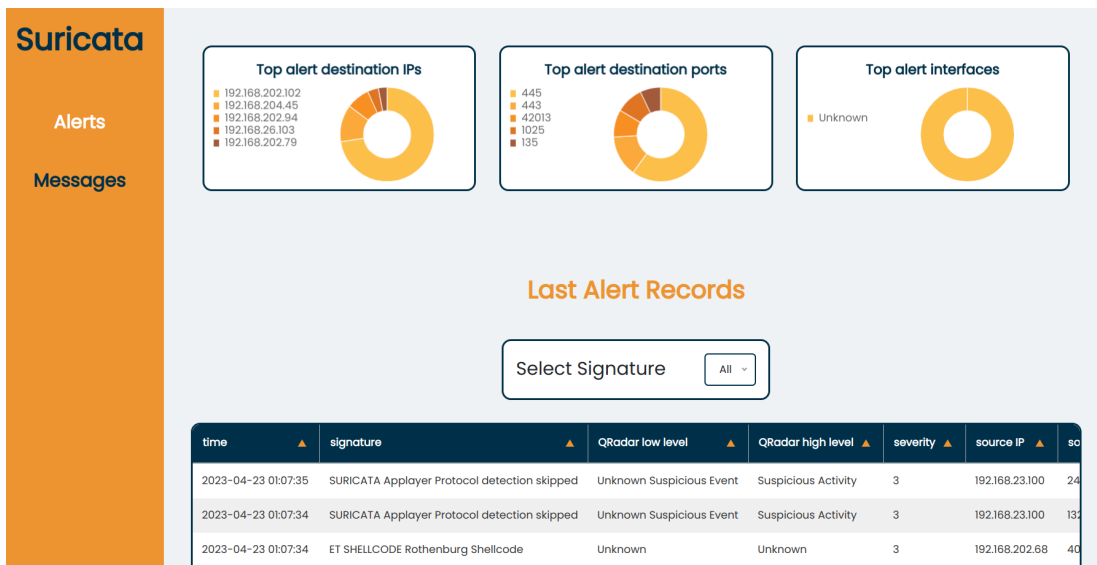 Suricata
Alerts
Messages
Top alert destination IPs
192.168.202.102
192.168.204.45
192.168.202.94
192.168.26.103
192.168.202.79
Top alert destination ports
445
443
42013
1025
135
Top alert interfaces
Unknown
Last Alert Records
Select Signature All
time signature QRadar low level QRadar high level severity source IP so
2023-04-23 01:07:35 SURICATA Applayer Protocol detection skipped Unknown Suspicious Event Suspicious Activity 3 192.168.23.100 24
2023-04-23 01:07:34 SURICATA Applayer Protocol detection skipped Unknown Suspicious Event Suspicious Activity 3 192.168.23.100 132
2023-04-23 01:07:34 ET SHELLCODE Rothenburg Shellcode Unknown Unknown 3 192.168.202.68 40